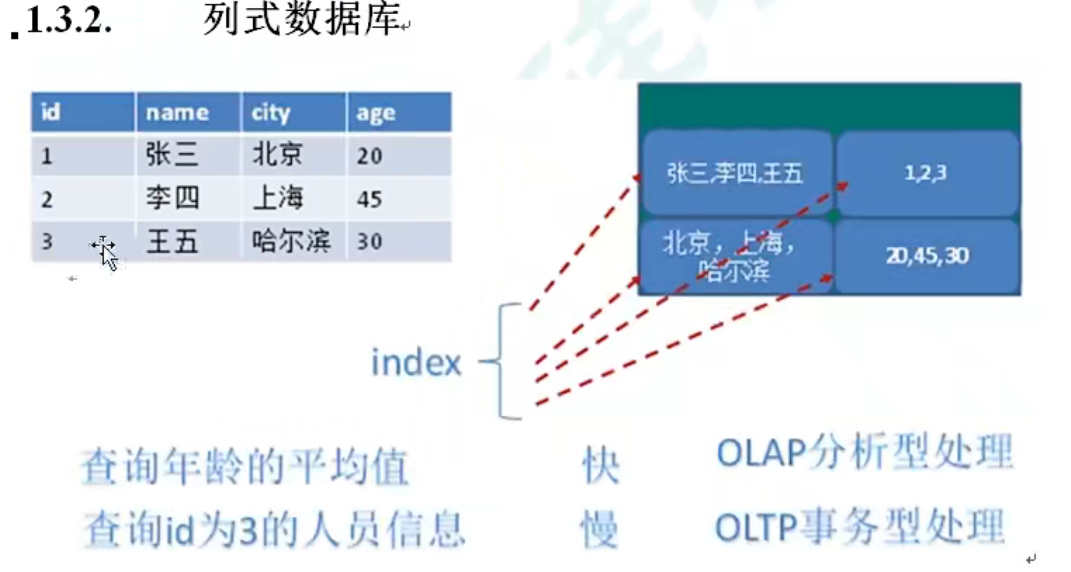 1.3.2. 列式数据库
id name city age
1 张三 北京 20
2 李四 上海 45
3 王五 哈尔滨 30
张三,李四,王五
1,2,3
北京，上海，
哈尔滨
20,45,30
index
查询年龄的平均值 快 OLAP分析型处理
查询id为3的人员信息 慢 OLTP事务型处理